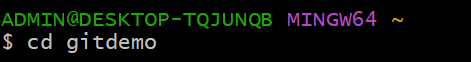 ADMIN@DESKTOP-TQJUNQB MINGW64 ~
$ cd gitdemo